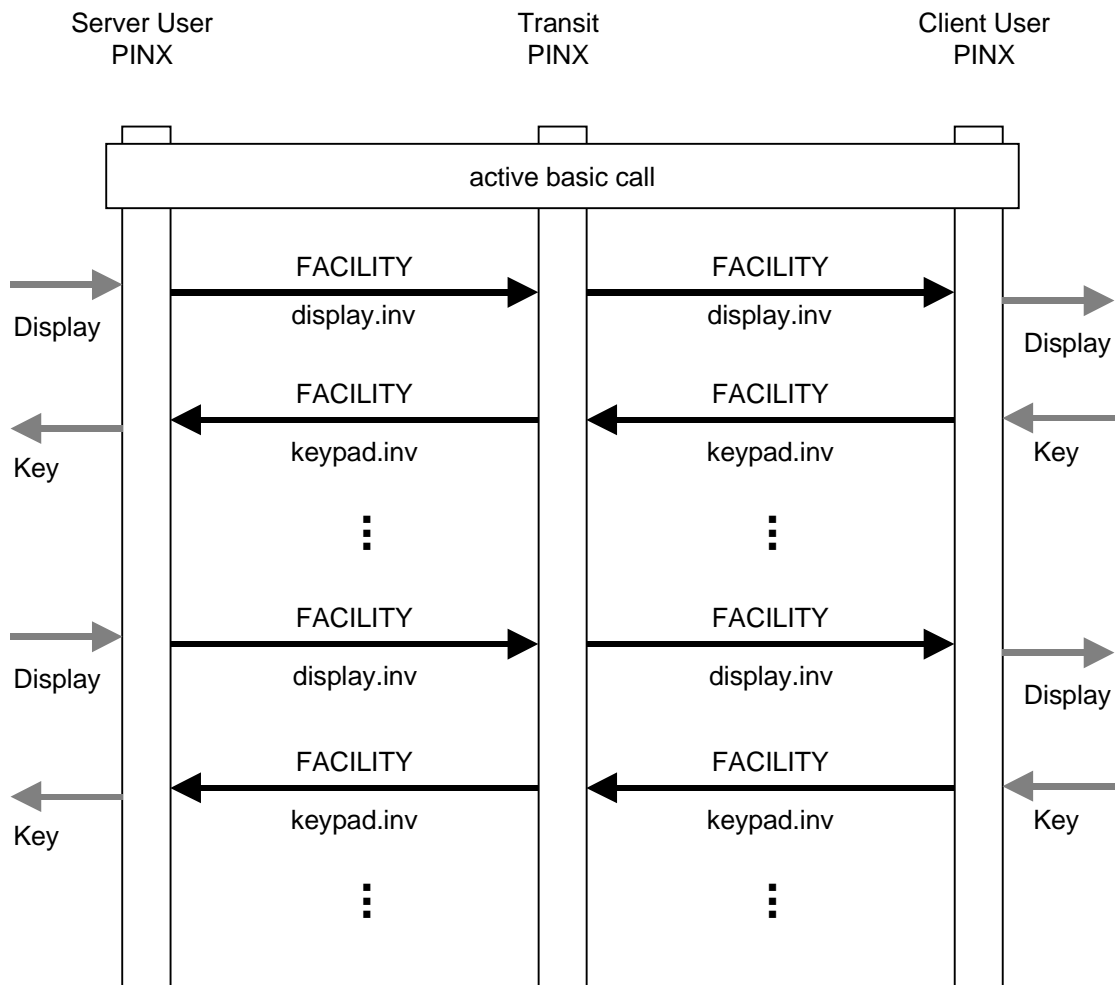 Server User
PINX
Transit
PINX
Client User
PINX
active basic call
FACILITY
FACILITY
Display
display.inv
display.inv
Display
FACILITY
FACILITY
Key
keypad.inv
keypad.inv
Key
FACILITY
FACILITY
Display
display.inv
display.inv
Display
FACILITY
FACILITY
Key
keypad.inv
keypad.inv
Key